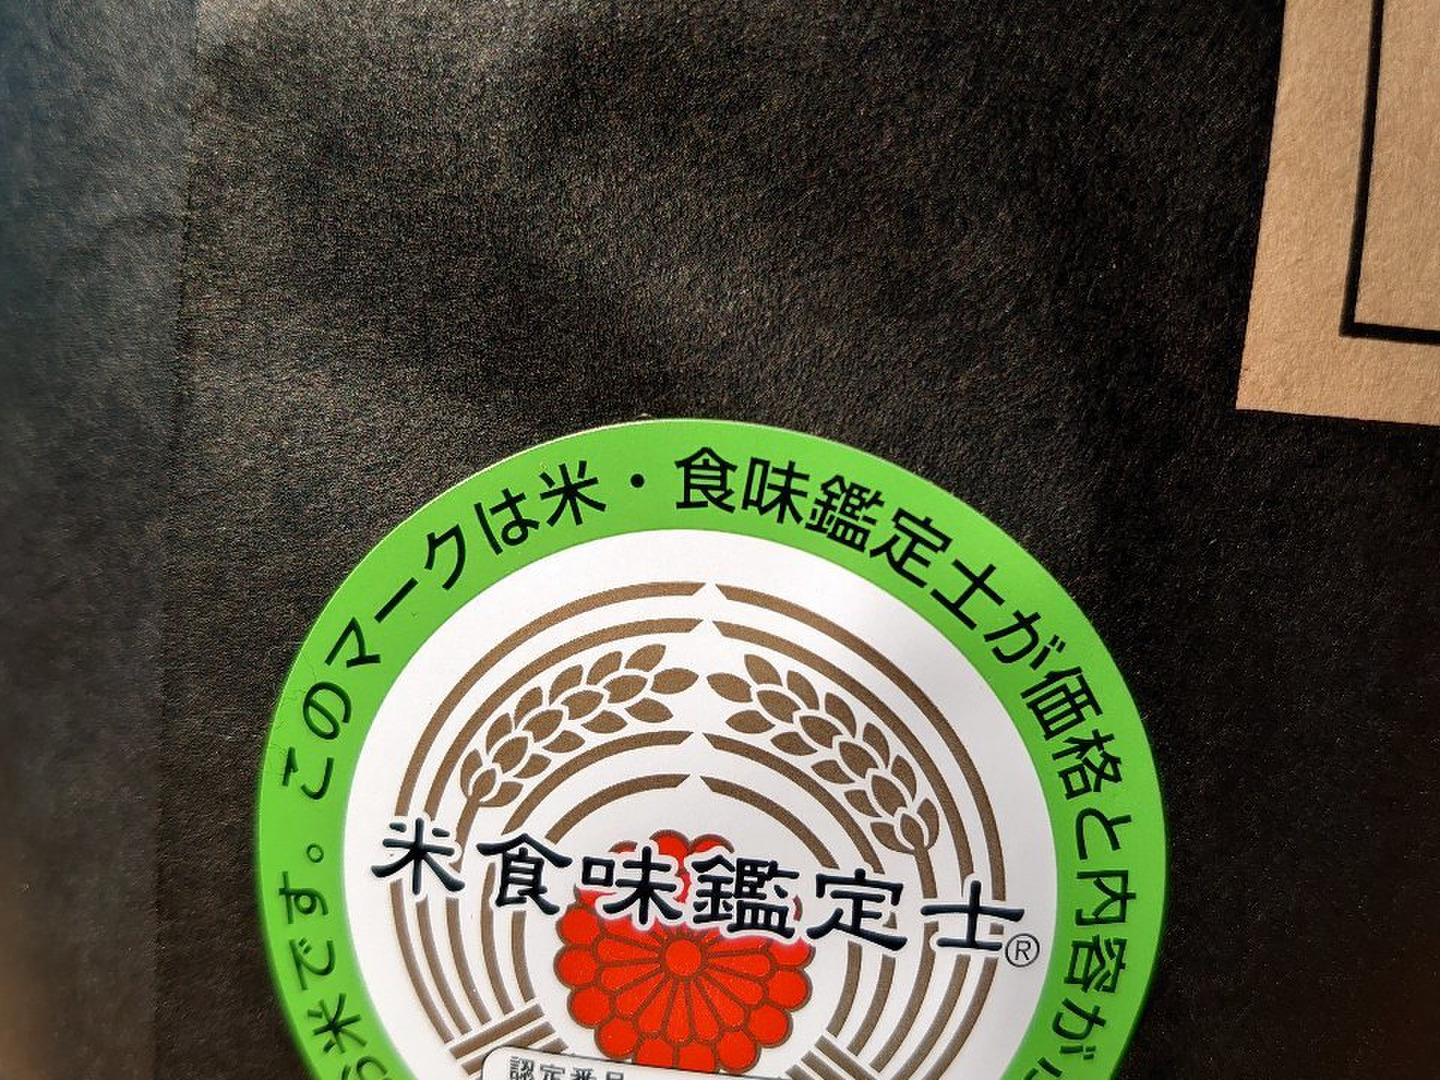 このマークは米・食味鑑定士が価格と内容が
米です。
米食味鑑定士®
認定番号